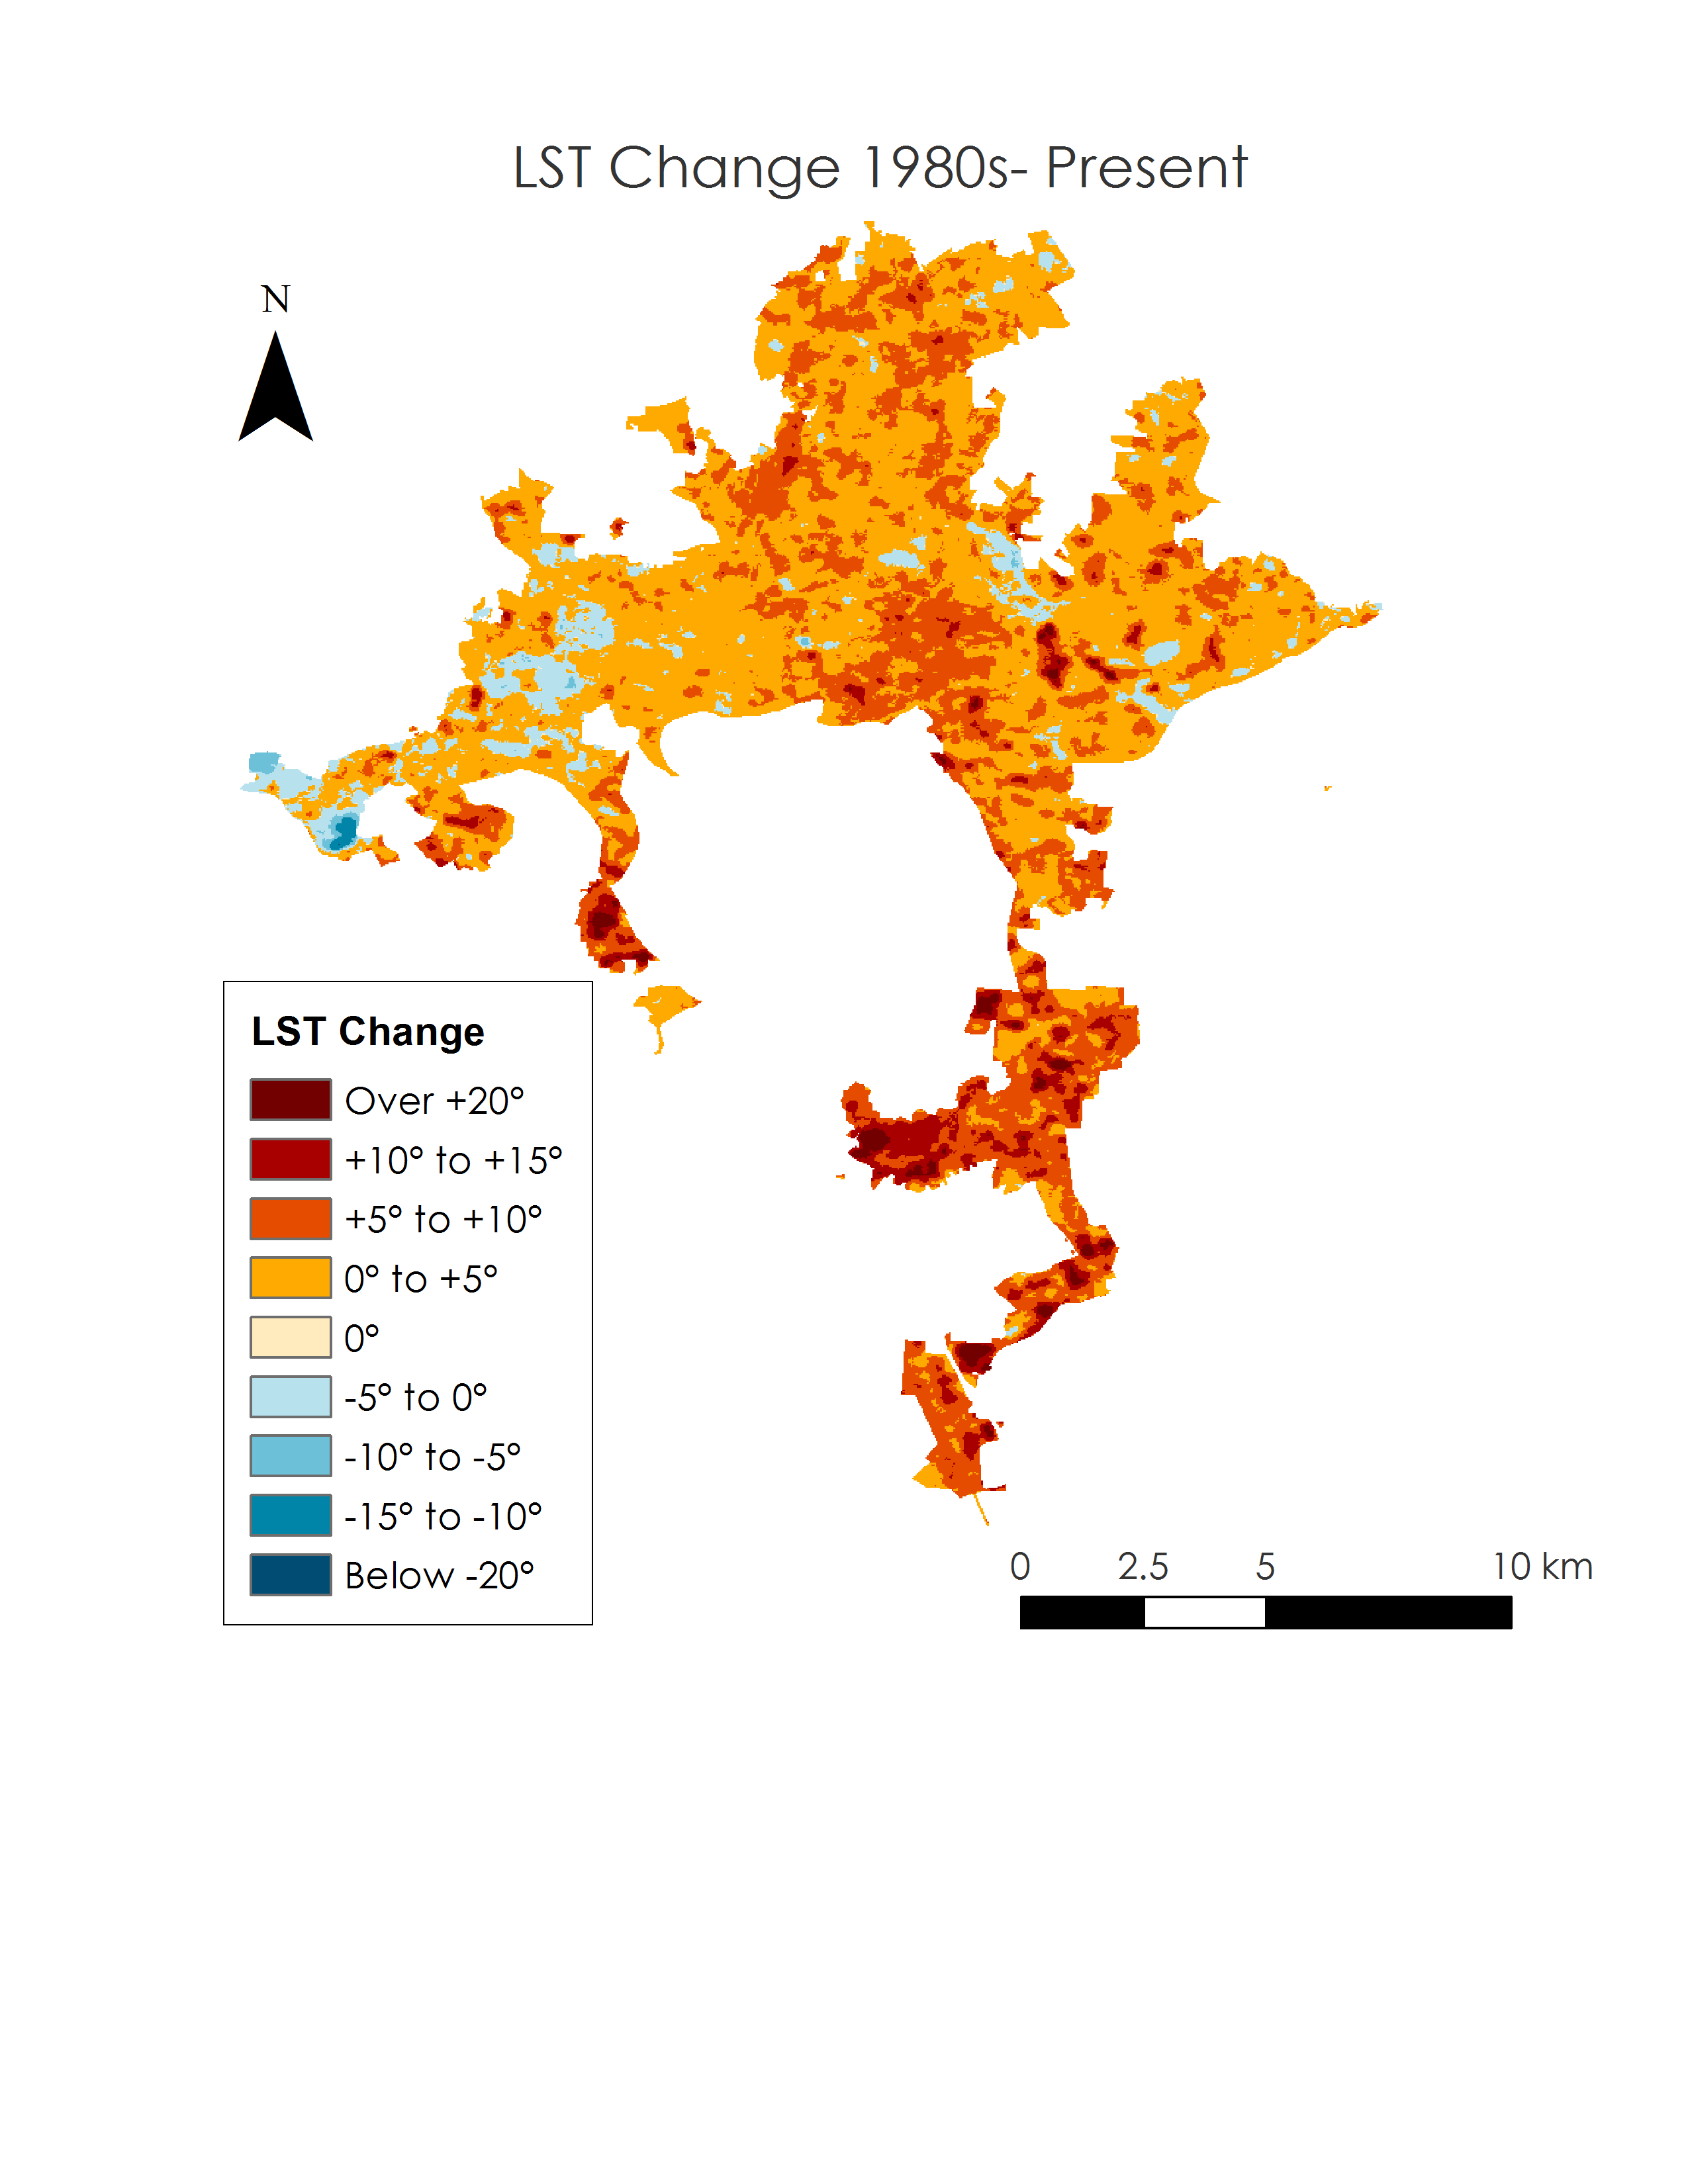 LST Change 1980s- Present
N
LST Change
Over +20°
+10° to +15°
+5° to +10°
0° to +5°
0°
-5° to 0°
-10° to -5°
-15° to -10°
Below -20°
0 2.5 5 10 km